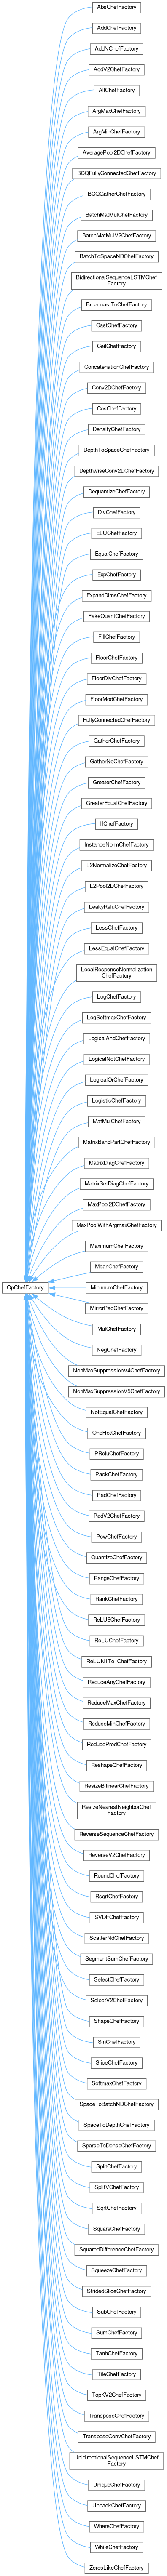 AbsChefFactory
AddChefFactory
AddNChefFactory
AddV2ChefFactory
AllChefFactory
ArgMaxChefFactory
ArgMinChefFactory
AveragePool2DChefFactory
BCQFullyConnectedChefFactory
BCQGatherChefFactory
BatchMatMulChefFactory
BatchMatMulV2ChefFactory
BatchToSpaceNDChefFactory
BidirectionalSequenceLSTMChef
Factory
BroadcastToChefFactory
CastChefFactory
CeilChefFactory
ConcatenationChefFactory
Conv2DChefFactory
CosChefFactory
DensifyChefFactory
DepthToSpaceChefFactory
DepthwiseConv2DChefFactory
DequantizeChefFactory
DivChefFactory
ELUChefFactory
EqualChefFactory
ExpChefFactory
ExpandDimsChefFactory
FakeQuantChefFactory
FillChefFactory
FloorChefFactory
FloorDivChefFactory
FloorModChefFactory
FullyConnectedChefFactory
GatherChefFactory
GatherNdChefFactory
GreaterChefFactory
GreaterEqualChefFactory
IfChefFactory
InstanceNormChefFactory
L2NormalizeChefFactory
L2Pool2DChefFactory
LeakyReluChefFactory
LessChefFactory
LessEqualChefFactory
LocalResponseNormalization
ChefFactory
LogChefFactory
LogSoftmaxChefFactory
LogicalAndChefFactory
LogicalNotChefFactory
LogicalOrChefFactory
LogisticChefFactory
MatMulChefFactory
MatrixBandPartChefFactory
MatrixDiagChefFactory
MatrixSetDiagChefFactory
MaxPool2DChefFactory
MaxPoolWithArgmaxChefFactory
MaximumChefFactory
MeanChefFactory
OpChefFactory
MinimumChefFactory
MirrorPadChefFactory
MulChefFactory
NegChefFactory
NonMaxSuppressionV4ChefFactory
NonMaxSuppressionV5ChefFactory
NotEqualChefFactory
OneHotChefFactory
PReluChefFactory
PackChefFactory
PadChefFactory
PadV2ChefFactory
PowChefFactory
QuantizeChefFactory
RangeChefFactory
RankChefFactory
ReLU6ChefFactory
ReLUChefFactory
ReLUN1To1ChefFactory
ReduceAnyChefFactory
ReduceMaxChefFactory
ReduceMinChefFactory
ReduceProdChefFactory
ReshapeChefFactory
ResizeBilinearChefFactory
ResizeNearestNeighborChef
Factory
ReverseSequenceChefFactory
ReverseV2ChefFactory
RoundChefFactory
RsqrtChefFactory
SVDFChefFactory
ScatterNdChefFactory
SegmentSumChefFactory
SelectChefFactory
SelectV2ChefFactory
ShapeChefFactory
SinChefFactory
SliceChefFactory
SoftmaxChefFactory
SpaceToBatchNDChefFactory
SpaceToDepthChefFactory
SparseToDenseChefFactory
SplitChefFactory
SplitVChefFactory
SqrtChefFactory
SquareChefFactory
SquaredDifferenceChefFactory
SqueezeChefFactory
StridedSliceChefFactory
SubChefFactory
SumChefFactory
TanhChefFactory
TileChefFactory
TopKV2ChefFactory
TransposeChefFactory
TransposeConvChefFactory
UnidirectionalSequenceLSTMChef
Factory
UniqueChefFactory
UnpackChefFactory
WhereChefFactory
WhileChefFactory
ZerosLikeChefFactory